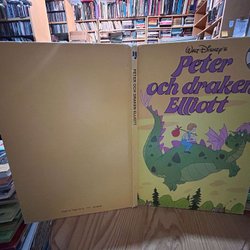 PETER OCH DRAKEN ELLIOTT
Walt Disney's
Peter
och draken
Elliott